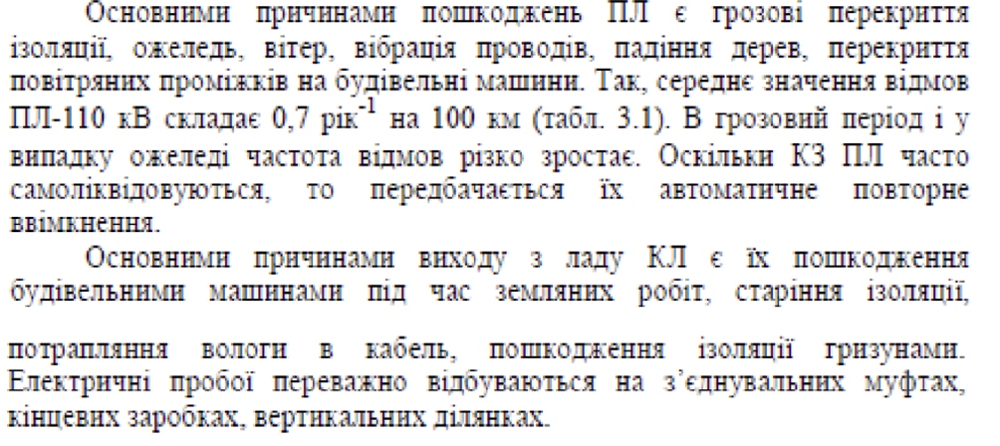 Основними причинами пошкоджень ПЛ є грозові перекриття
ізоляції, ожеледь, вітер, вібрація проводів, падіння дерев, перекриття
повітряних проміжків на будівельні машини. Так, середнє значення відмов
ПЛ-110 кВ складає 0,7 рік⁻¹ на 100 км (табл. 3.1). В грозовий період і у
випадку ожеледі частота відмов різко зростає. Оскільки КЗ ПЛ часто
самоліквідовуються, то передбачається їх автоматичне повторне
ввімкнення.
Основними причинами виходу з ладу КЛ є їх пошкодження
будівельними машинами під час земляних робіт, старіння ізоляції,
потрапляння вологи в кабель, пошкодження ізоляції гризунами.
Електричні пробої переважно відбуваються на з’єднувальних муфтах,
кінцевих заробках, вертикальних ділянках.